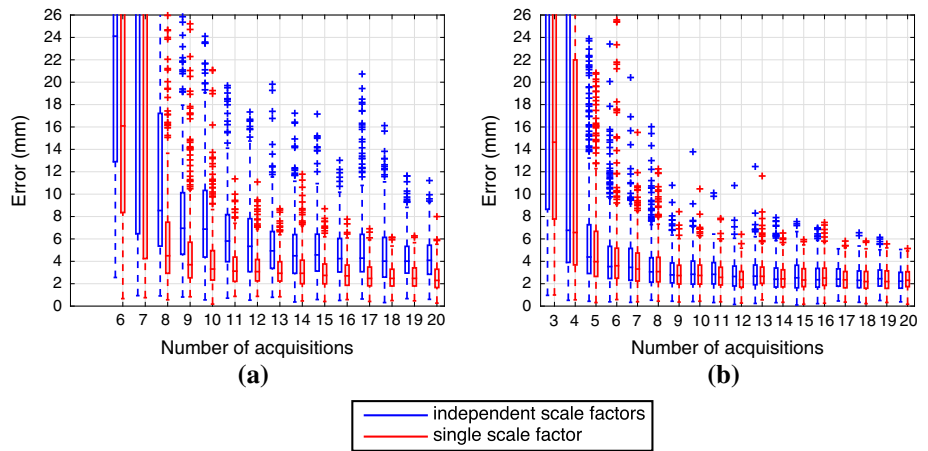 26
24
22
20
18
16
14
12
10
8
6
4
2
0
Error (mm)
6 7 8 9 10 11 12 13 14 15 16 17 18 19 20
Number of acquisitions
(a)
26
24
22
20
18
16
14
12
10
8
6
4
2
0
Error (mm)
3 4 5 6 7 8 9 10 11 12 13 14 15 16 17 18 19 20
Number of acquisitions
(b)
independent scale factors
single scale factor